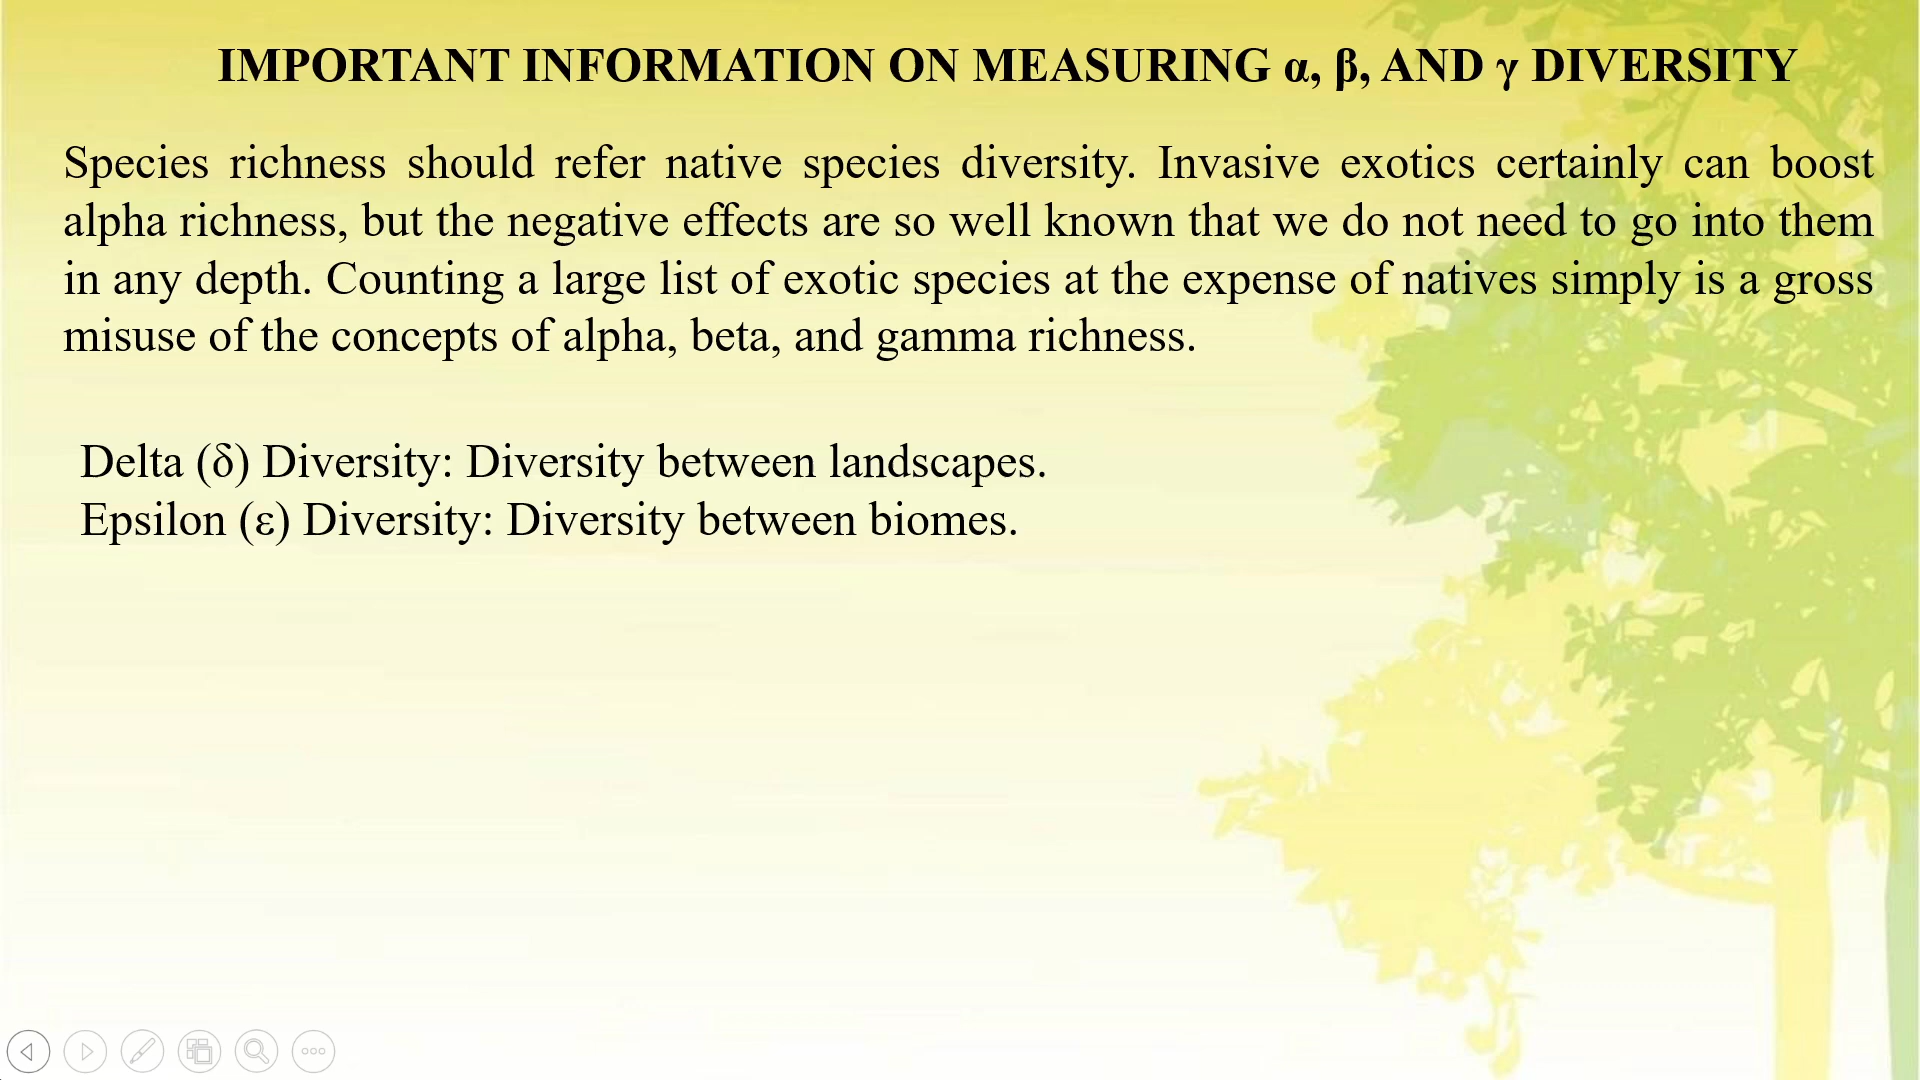 IMPORTANT INFORMATION ON MEASURING α, β, AND γ DIVERSITY
Species richness should refer native species diversity. Invasive exotics certainly can boost
alpha richness, but the negative effects are so well known that we do not need to go into them
in any depth. Counting a large list of exotic species at the expense of natives simply is a gross
misuse of the concepts of alpha, beta, and gamma richness.
Delta (δ) Diversity: Diversity between landscapes.
Epsilon (ε) Diversity: Diversity between biomes.